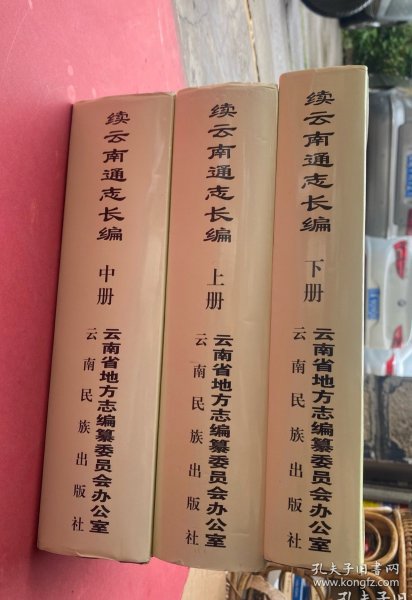 续云南通志长编
中册
云南省地方志编纂委员会办公室
云南民族出版社
续云南通志长编
上册
云南省地方志编纂委员会办公室
云南民族出版社
续云南通志长编
下册
云南省地方志编纂委员会办公室
云南民族出版社
孔夫子旧书网
www.kongfz.com